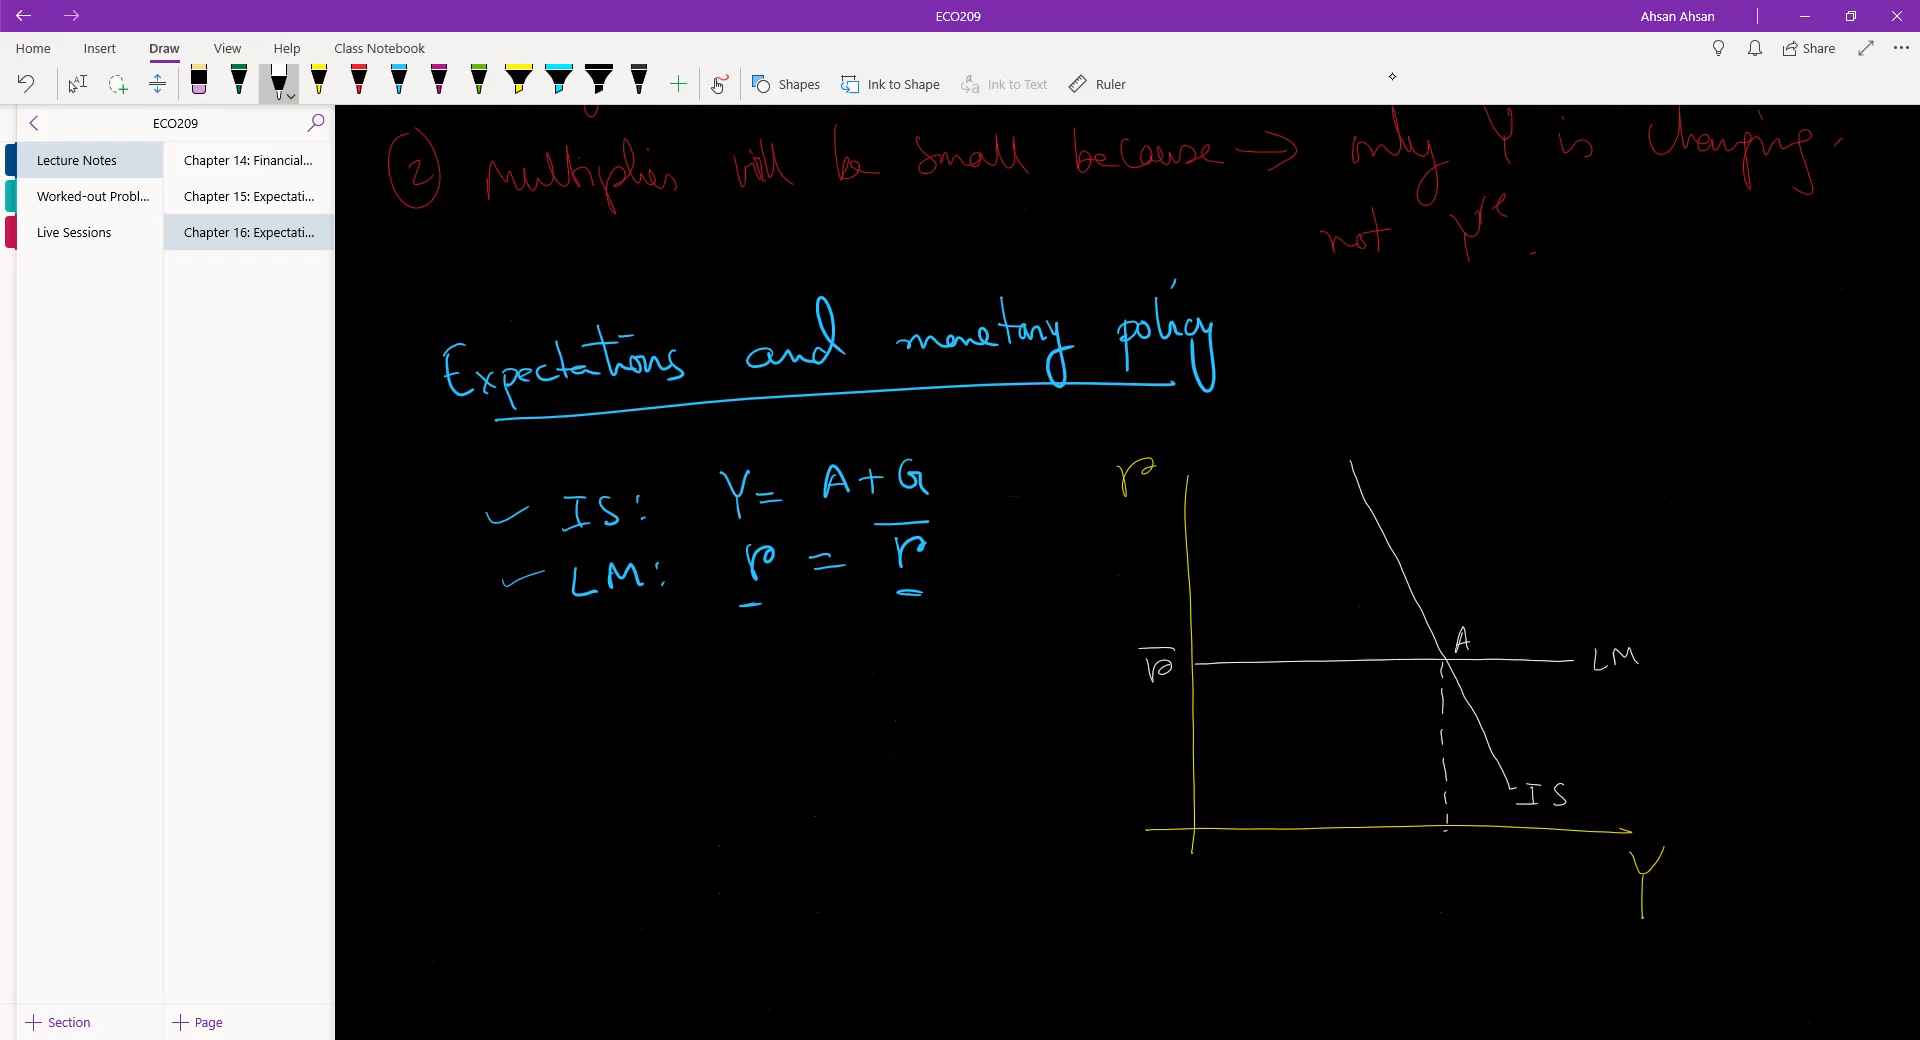 ECO209
Ahsan Ahsan
Home Insert Draw View Help Class Notebook
Share
Shapes Ink to Shape Ink to Text Ruler
ECO209
Lecture Notes
Worked-out Probl...
Live Sessions
Chapter 14: Financial...
Chapter 15: Expectati...
Chapter 16: Expectati...
+ Section
+ Page
② multiplier will be small because → only Y is changing.
not Y'e.
Expectations and monetary policy
✓ IS: Y = A + G
✓ LM: r = r̅
r
r̅
A
LM
IS
Y